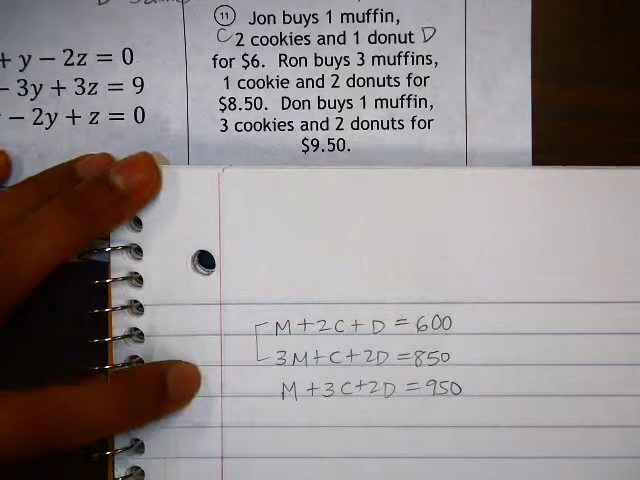 + y − 2z = 0
− 3y + 3z = 9
− 2y + z = 0
11 Jon buys 1 muffin,
C 2 cookies and 1 donut D
for $6. Ron buys 3 muffins,
1 cookie and 2 donuts for
$8.50. Don buys 1 muffin,
3 cookies and 2 donuts for
$9.50.
M+2C+D=600
3M+C+2D=850
M+3C+2D=950